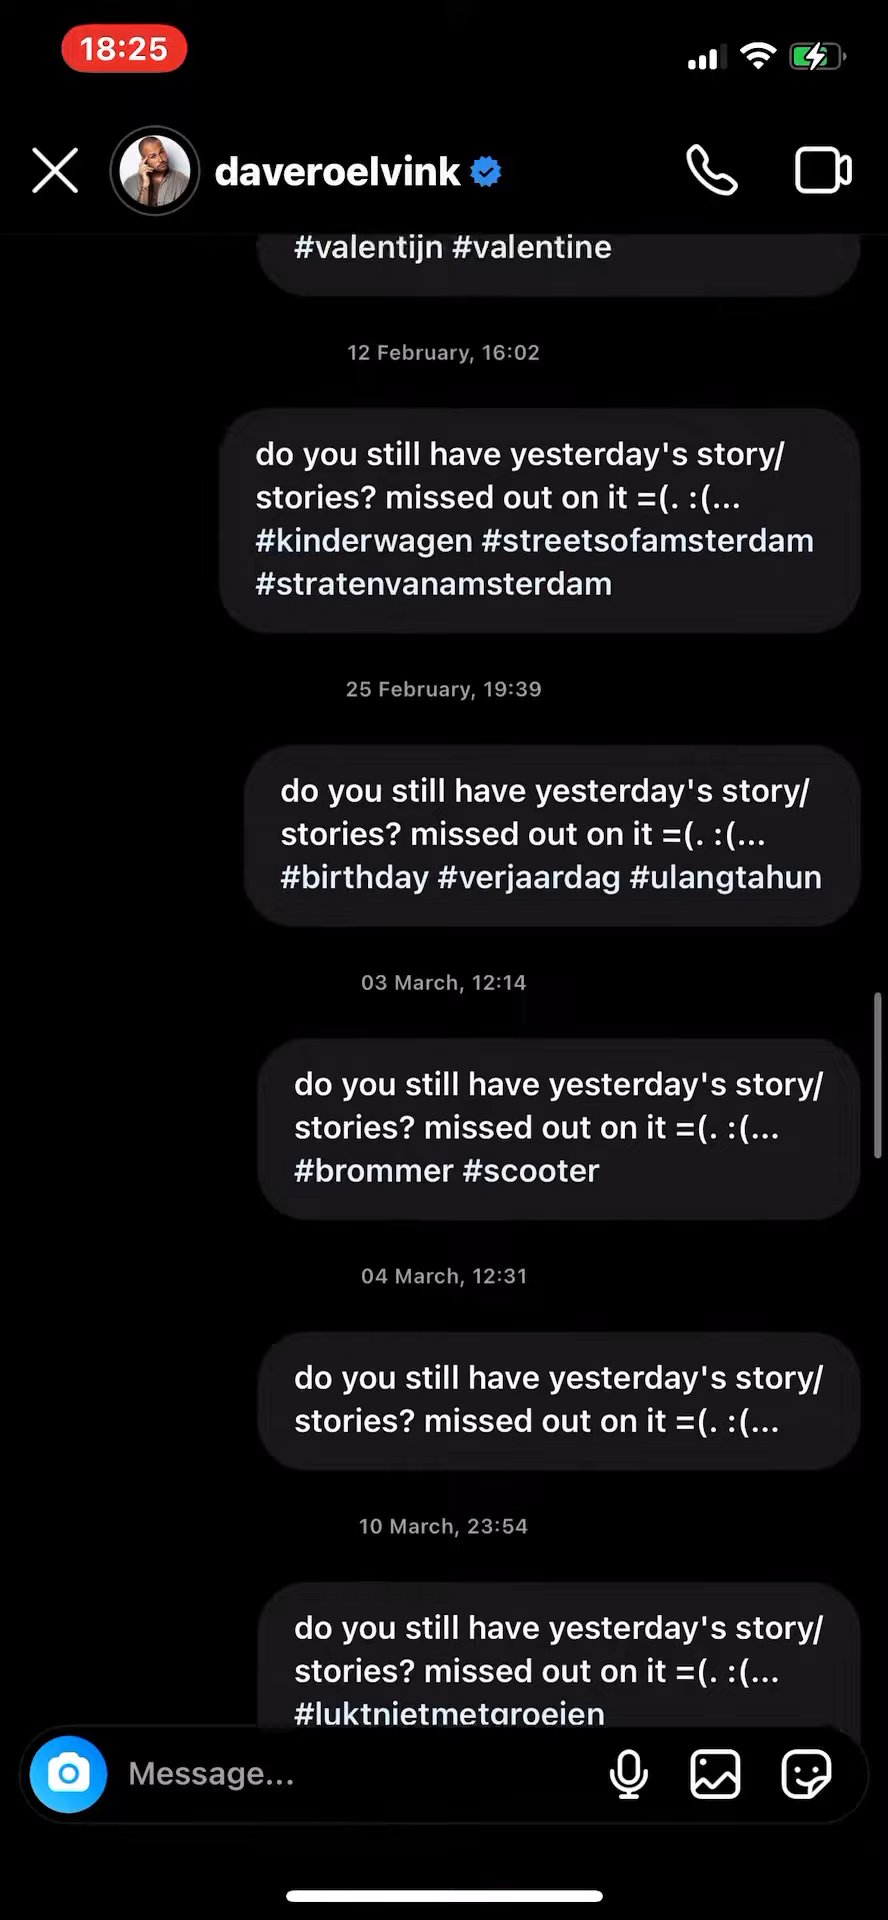 18:25
daveroelvink
#valentijn #valentine
12 February, 16:02
do you still have yesterday's story/
stories? missed out on it =(. :(...
#kinderwagen #streetsofamsterdam
#stratenvanamsterdam
25 February, 19:39
do you still have yesterday's story/
stories? missed out on it =(. :(...
#birthday #verjaardag #ulangtahun
03 March, 12:14
do you still have yesterday's story/
stories? missed out on it =(. :(...
#brommer #scooter
04 March, 12:31
do you still have yesterday's story/
stories? missed out on it =(. :(...
10 March, 23:54
do you still have yesterday's story/
stories? missed out on it =(. :(...
#luktnietmetgroeien
Message...